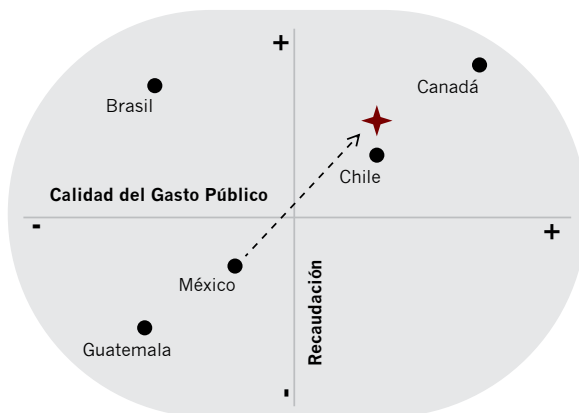 +
Canadá
Brasil
Chile
Calidad del Gasto Público
-
+
México
Recaudación
Guatemala
-